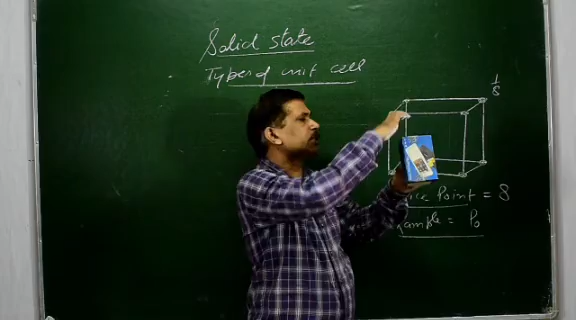 Solid state
Types of unit cell
1/8
Point = 8
= Po